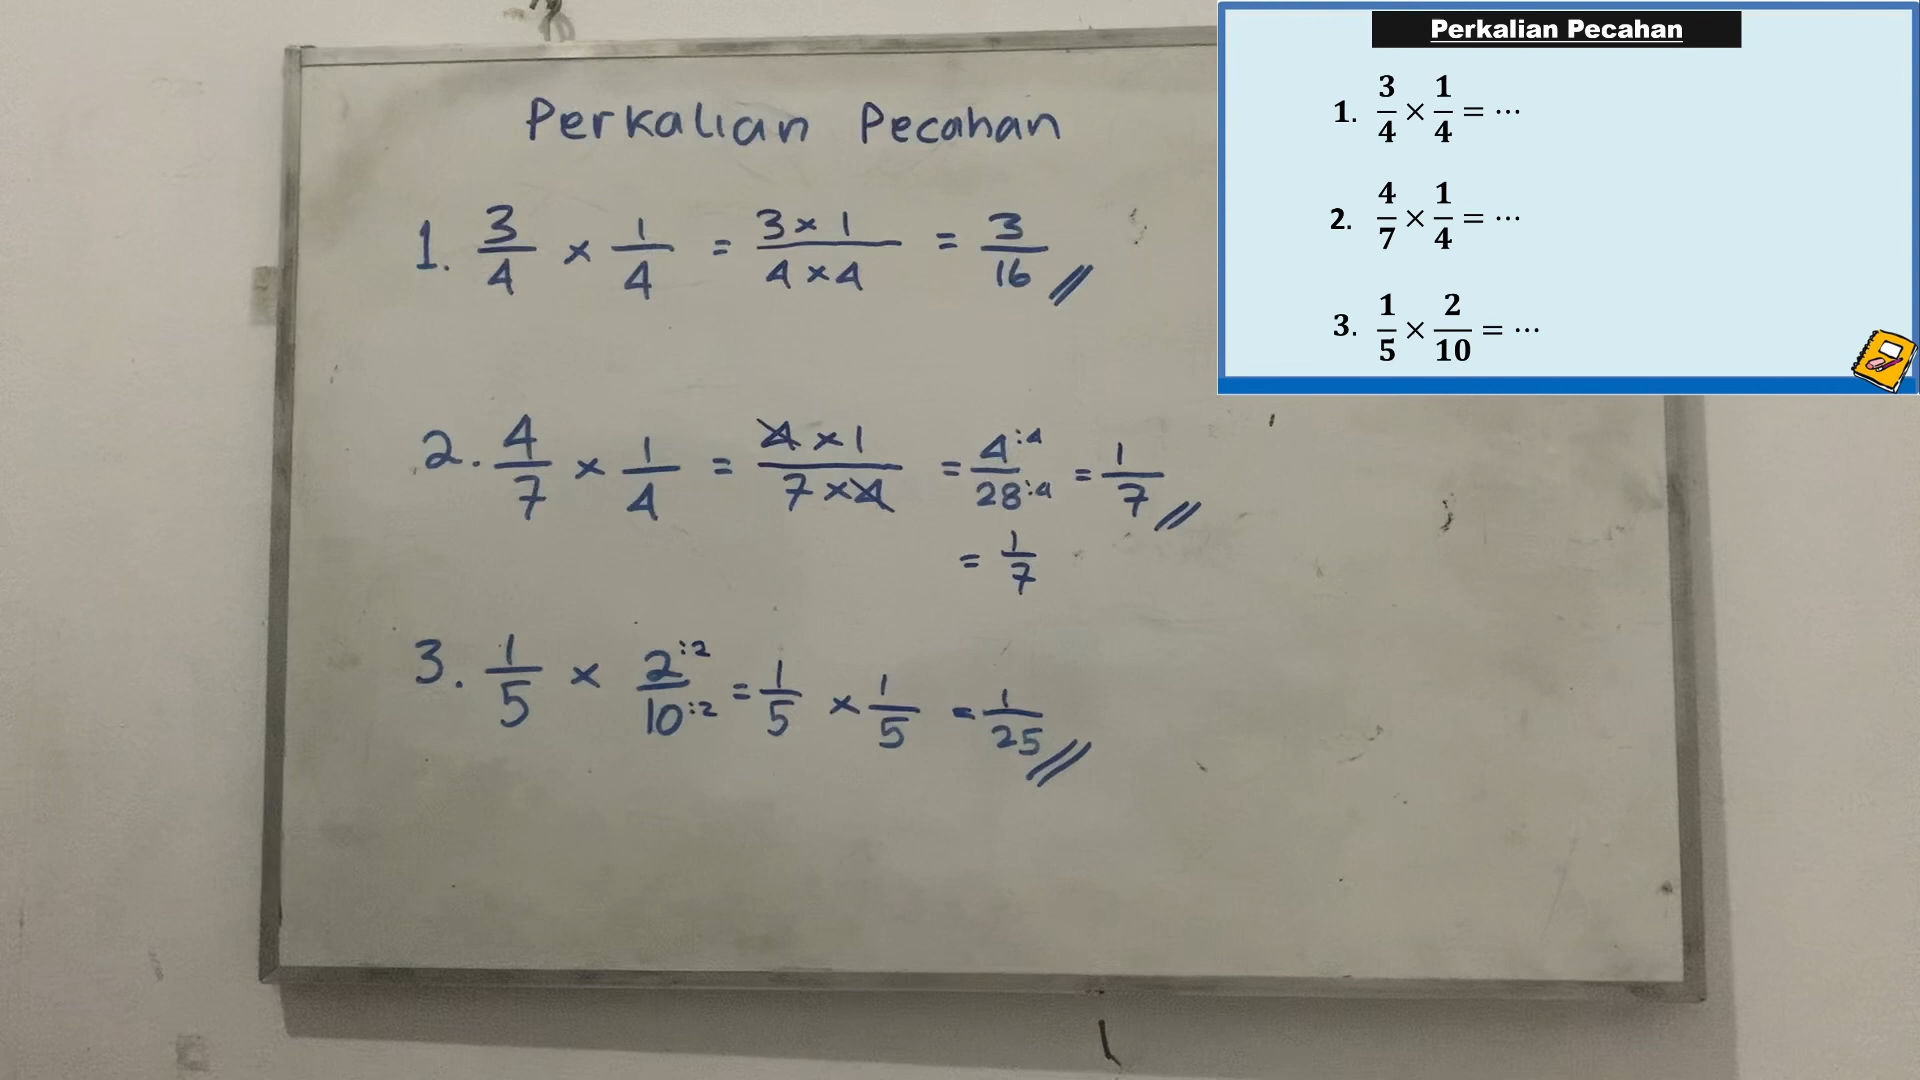 Perkalian Pecahan
1. 3/4 × 1/4 = (3 × 1)/(4 × 4) = 3/16 //
2. 4/7 × 1/4 = (4 × 1)/(7 × 4) = 4:4/28:4 = 1/7 //
= 1/7
3. 1/5 × 2:2/10:2 = 1/5 × 1/5 = 1/25 //
Perkalian Pecahan
1. 3/4 × 1/4 = ⋯
2. 4/7 × 1/4 = ⋯
3. 1/5 × 2/10 = ⋯